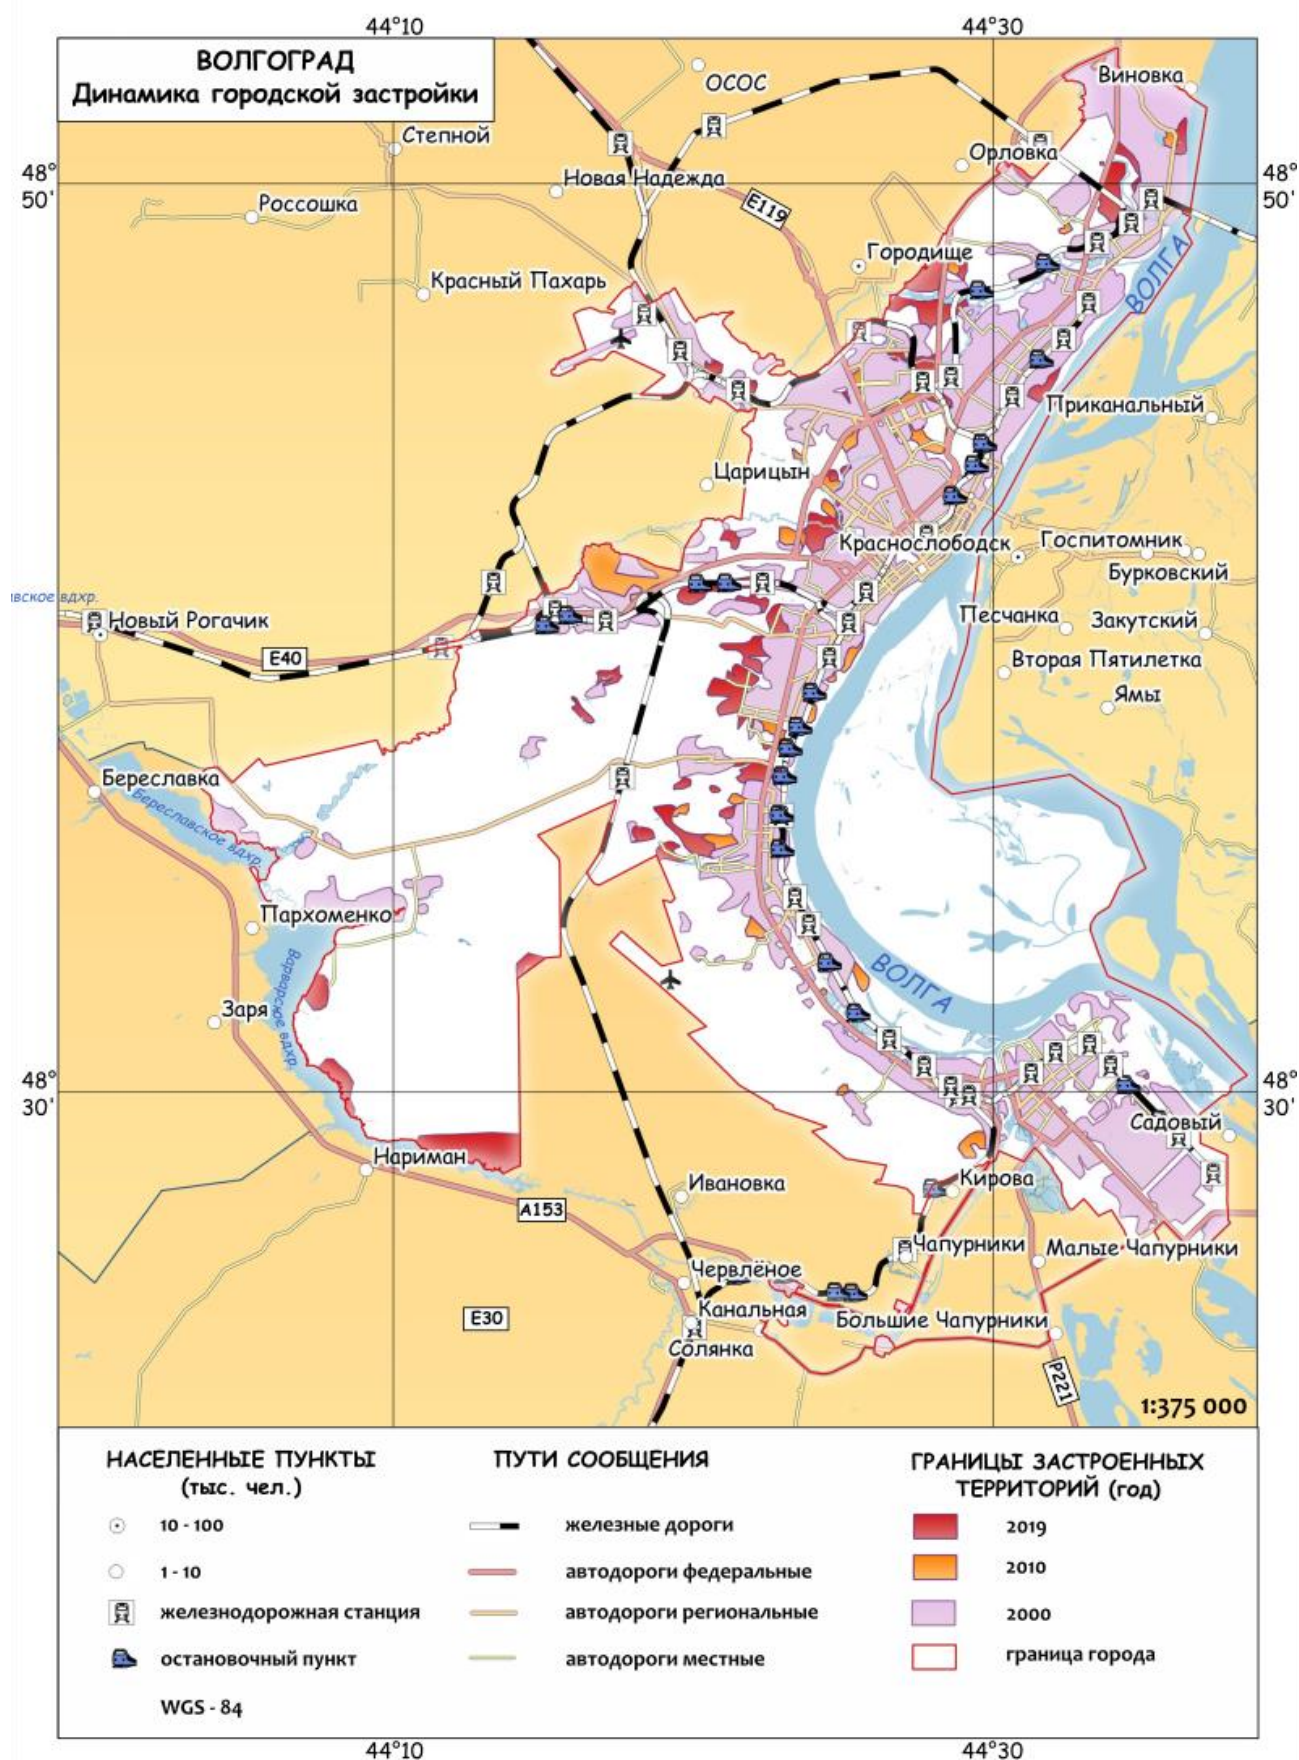 44°10
44°30
ВОЛГОГРАД
Динамика городской застройки
Виновка
ОСОС
Степной
Орловка
48°
50'
48°
50'
Новая Надежда
Россошка
E119
Городище
ВОЛГА
Красный Пахарь
Приканальный
Царицын
Краснослободск
Госпитомник
Бурковский
вское вдхр.
Новый Рогачик
Песчанка
Закутский
E40
Вторая Пятилетка
Ямы
Береславка
Береславское вдхр.
Пархоменко
ВОЛГА
Варварское вдхр.
Заря
48°
30'
48°
30'
Садовый
Нариман
Ивановка
Кирова
A153
Чапурники
Малые Чапурники
Червлёное
E30
Канальная
Большие Чапурники
Солянка
P221
1:375 000
НАСЕЛЕННЫЕ ПУНКТЫ
(тыс. чел.)
10 - 100
1 - 10
железнодорожная станция
остановочный пункт
WGS - 84
ПУТИ СООБЩЕНИЯ
железные дороги
автодороги федеральные
автодороги региональные
автодороги местные
ГРАНИЦЫ ЗАСТРОЕННЫХ
ТЕРРИТОРИЙ (год)
2019
2010
2000
граница города
44°10
44°30